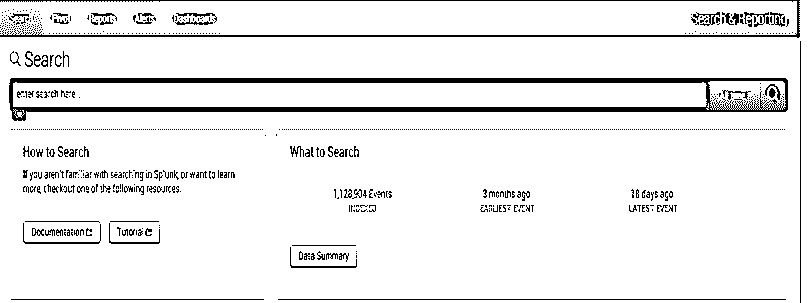 Search Pivot Reports Alerts Dashboards Search & Reporting
Search
enter search here...
How to Search What to Search
If you aren't familiar with searching in Splunk, or want to learn
more, checkout one of the following resources.
1,128,904 Events 3 months ago 18 days ago
INDEXED EARLIEST EVENT LATEST EVENT
Documentation Tutorial
Data Summary